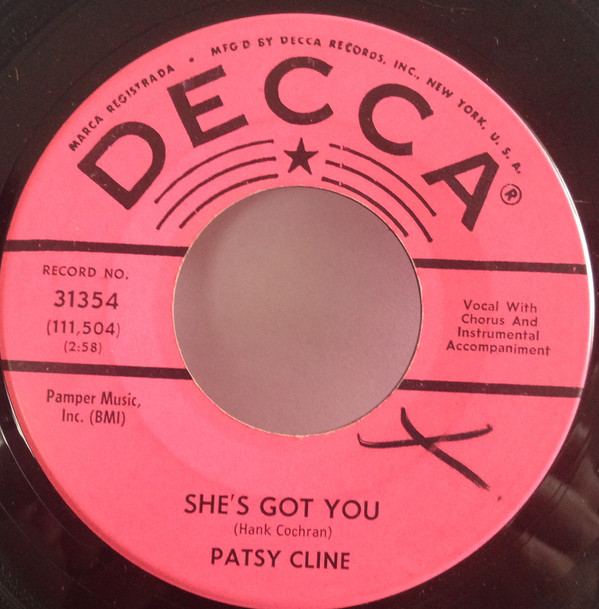 MARCA REGISTRADA • MFG'D BY DECCA RECORDS, INC., NEW YORK, U. S. A.
DECCA®
RECORD NO.
31354
(111,504)
(2:58)
Vocal With
Chorus And
Instrumental
Accompaniment
Pamper Music,
Inc. (BMI)
X
SHE'S GOT YOU
(Hank Cochran)
PATSY CLINE